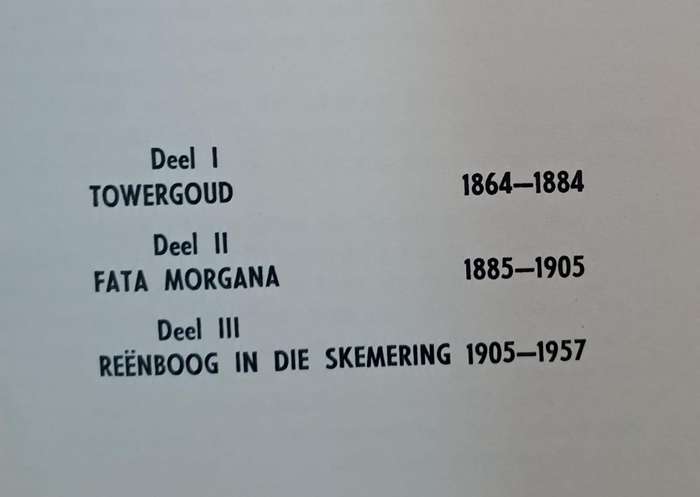 Deel I
TOWERGOUD 1864—1884
Deel II
FATA MORGANA 1885—1905
Deel III
REËNBOOG IN DIE SKEMERING 1905—1957